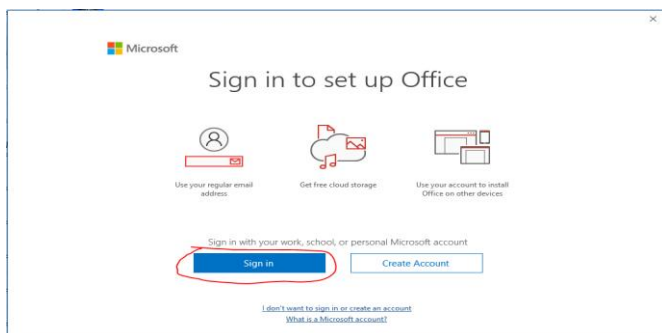 Microsoft
Sign in to set up Office
Use your regular email
address
Get free cloud storage
Use your account to install
Office on other devices
Sign in with your work, school, or personal Microsoft account
Sign in
Create Account
I don't want to sign in or create an account
What is a Microsoft account?